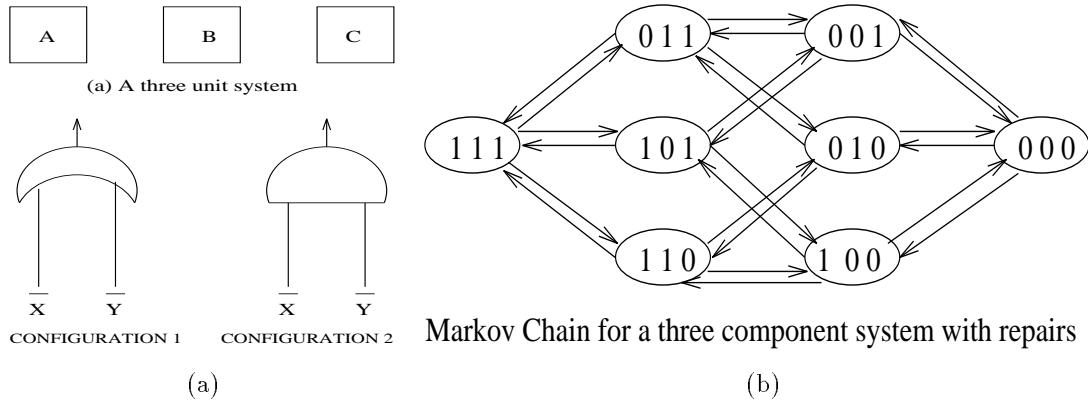 A B C
(a) A three unit system
X̅ Y̅ X̅ Y̅
CONFIGURATION 1 CONFIGURATION 2
(a)
0 1 1 0 0 1
1 1 1 1 0 1 0 1 0 0 0 0
1 1 0 1 0 0
Markov Chain for a three component system with repairs
(b)